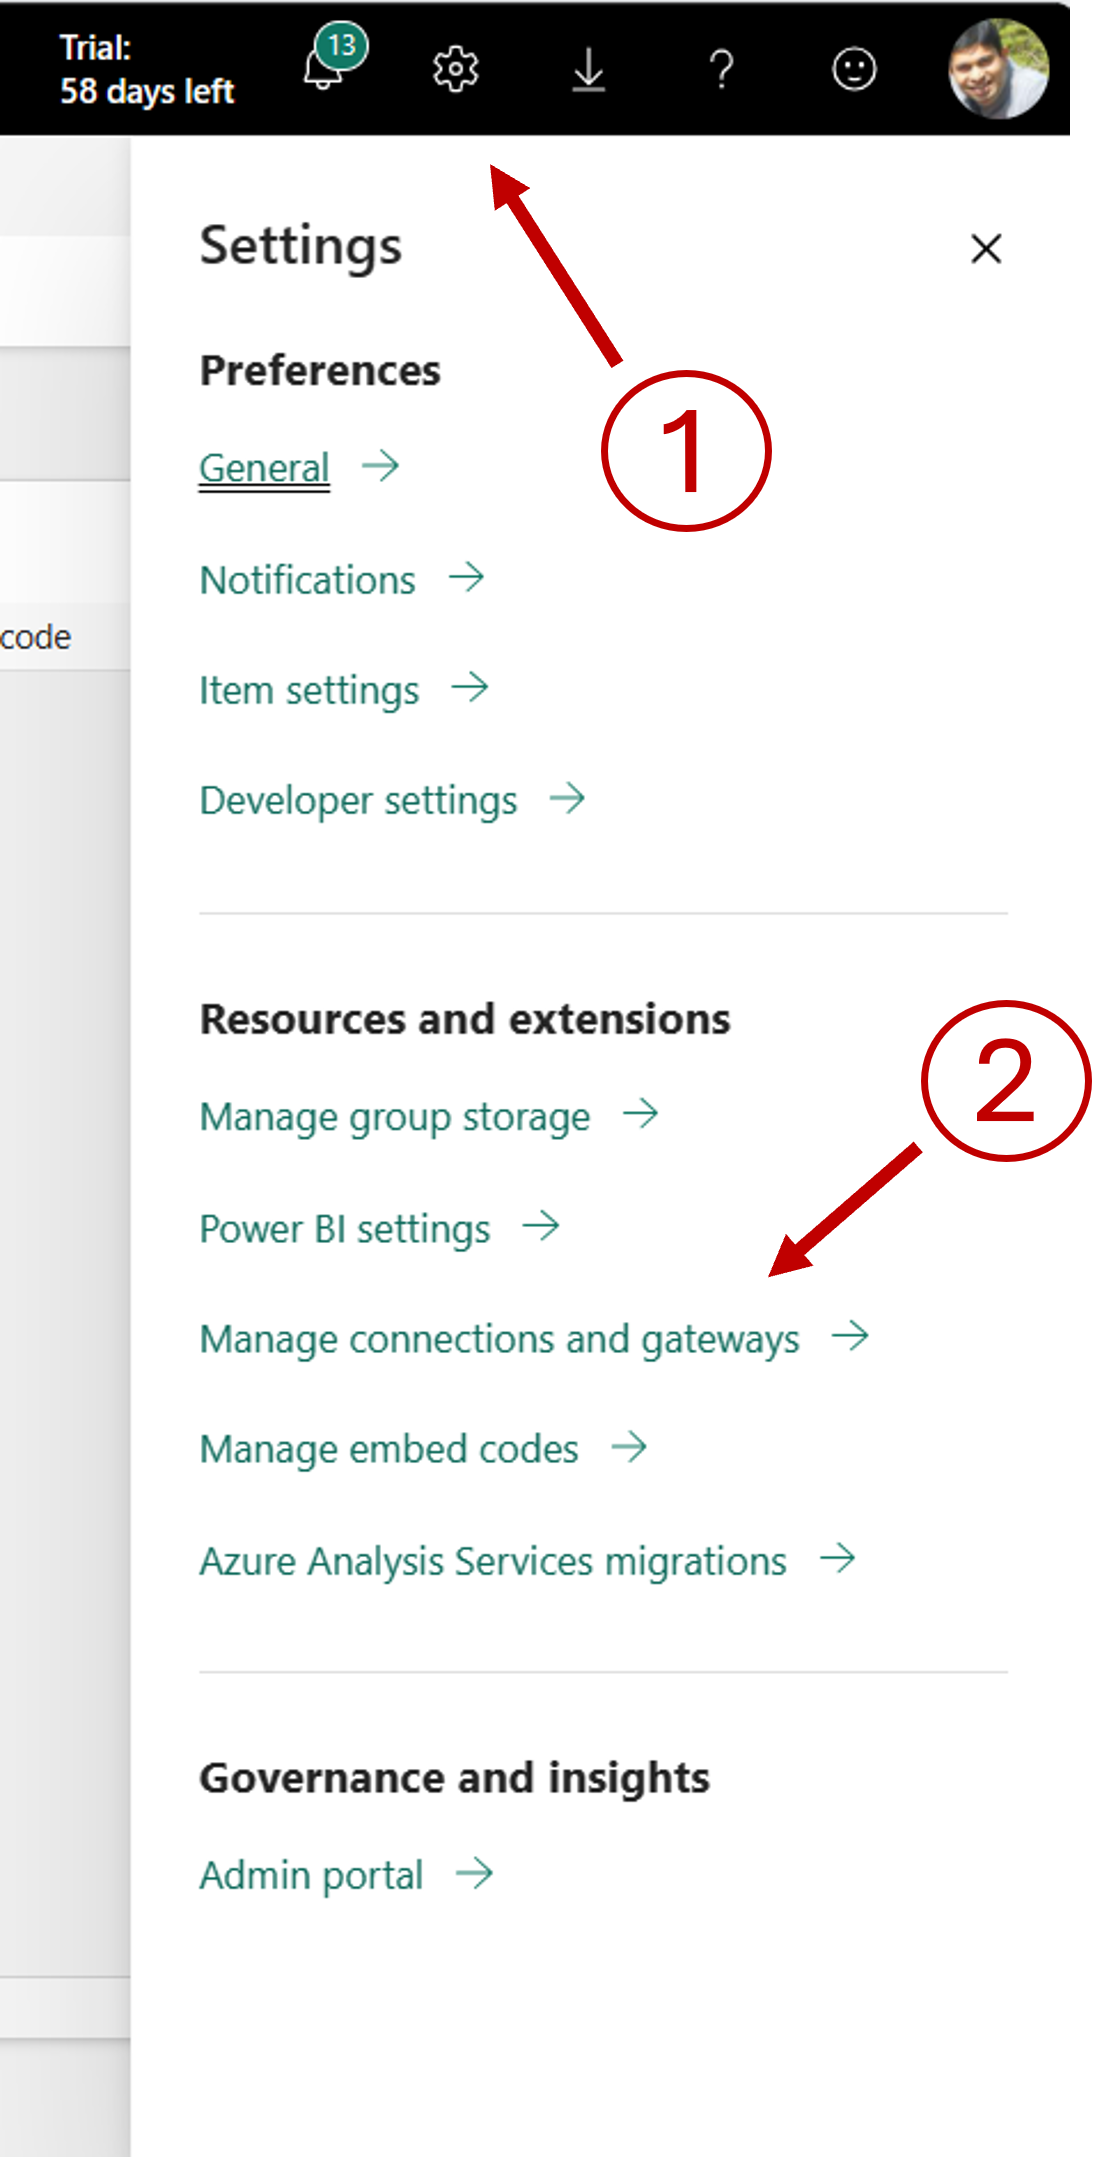 Trial:
58 days left
13
Settings
Preferences
1
General
Notifications
Item settings
code
Developer settings
Resources and extensions
2
Manage group storage
Power BI settings
Manage connections and gateways
Manage embed codes
Azure Analysis Services migrations
Governance and insights
Admin portal